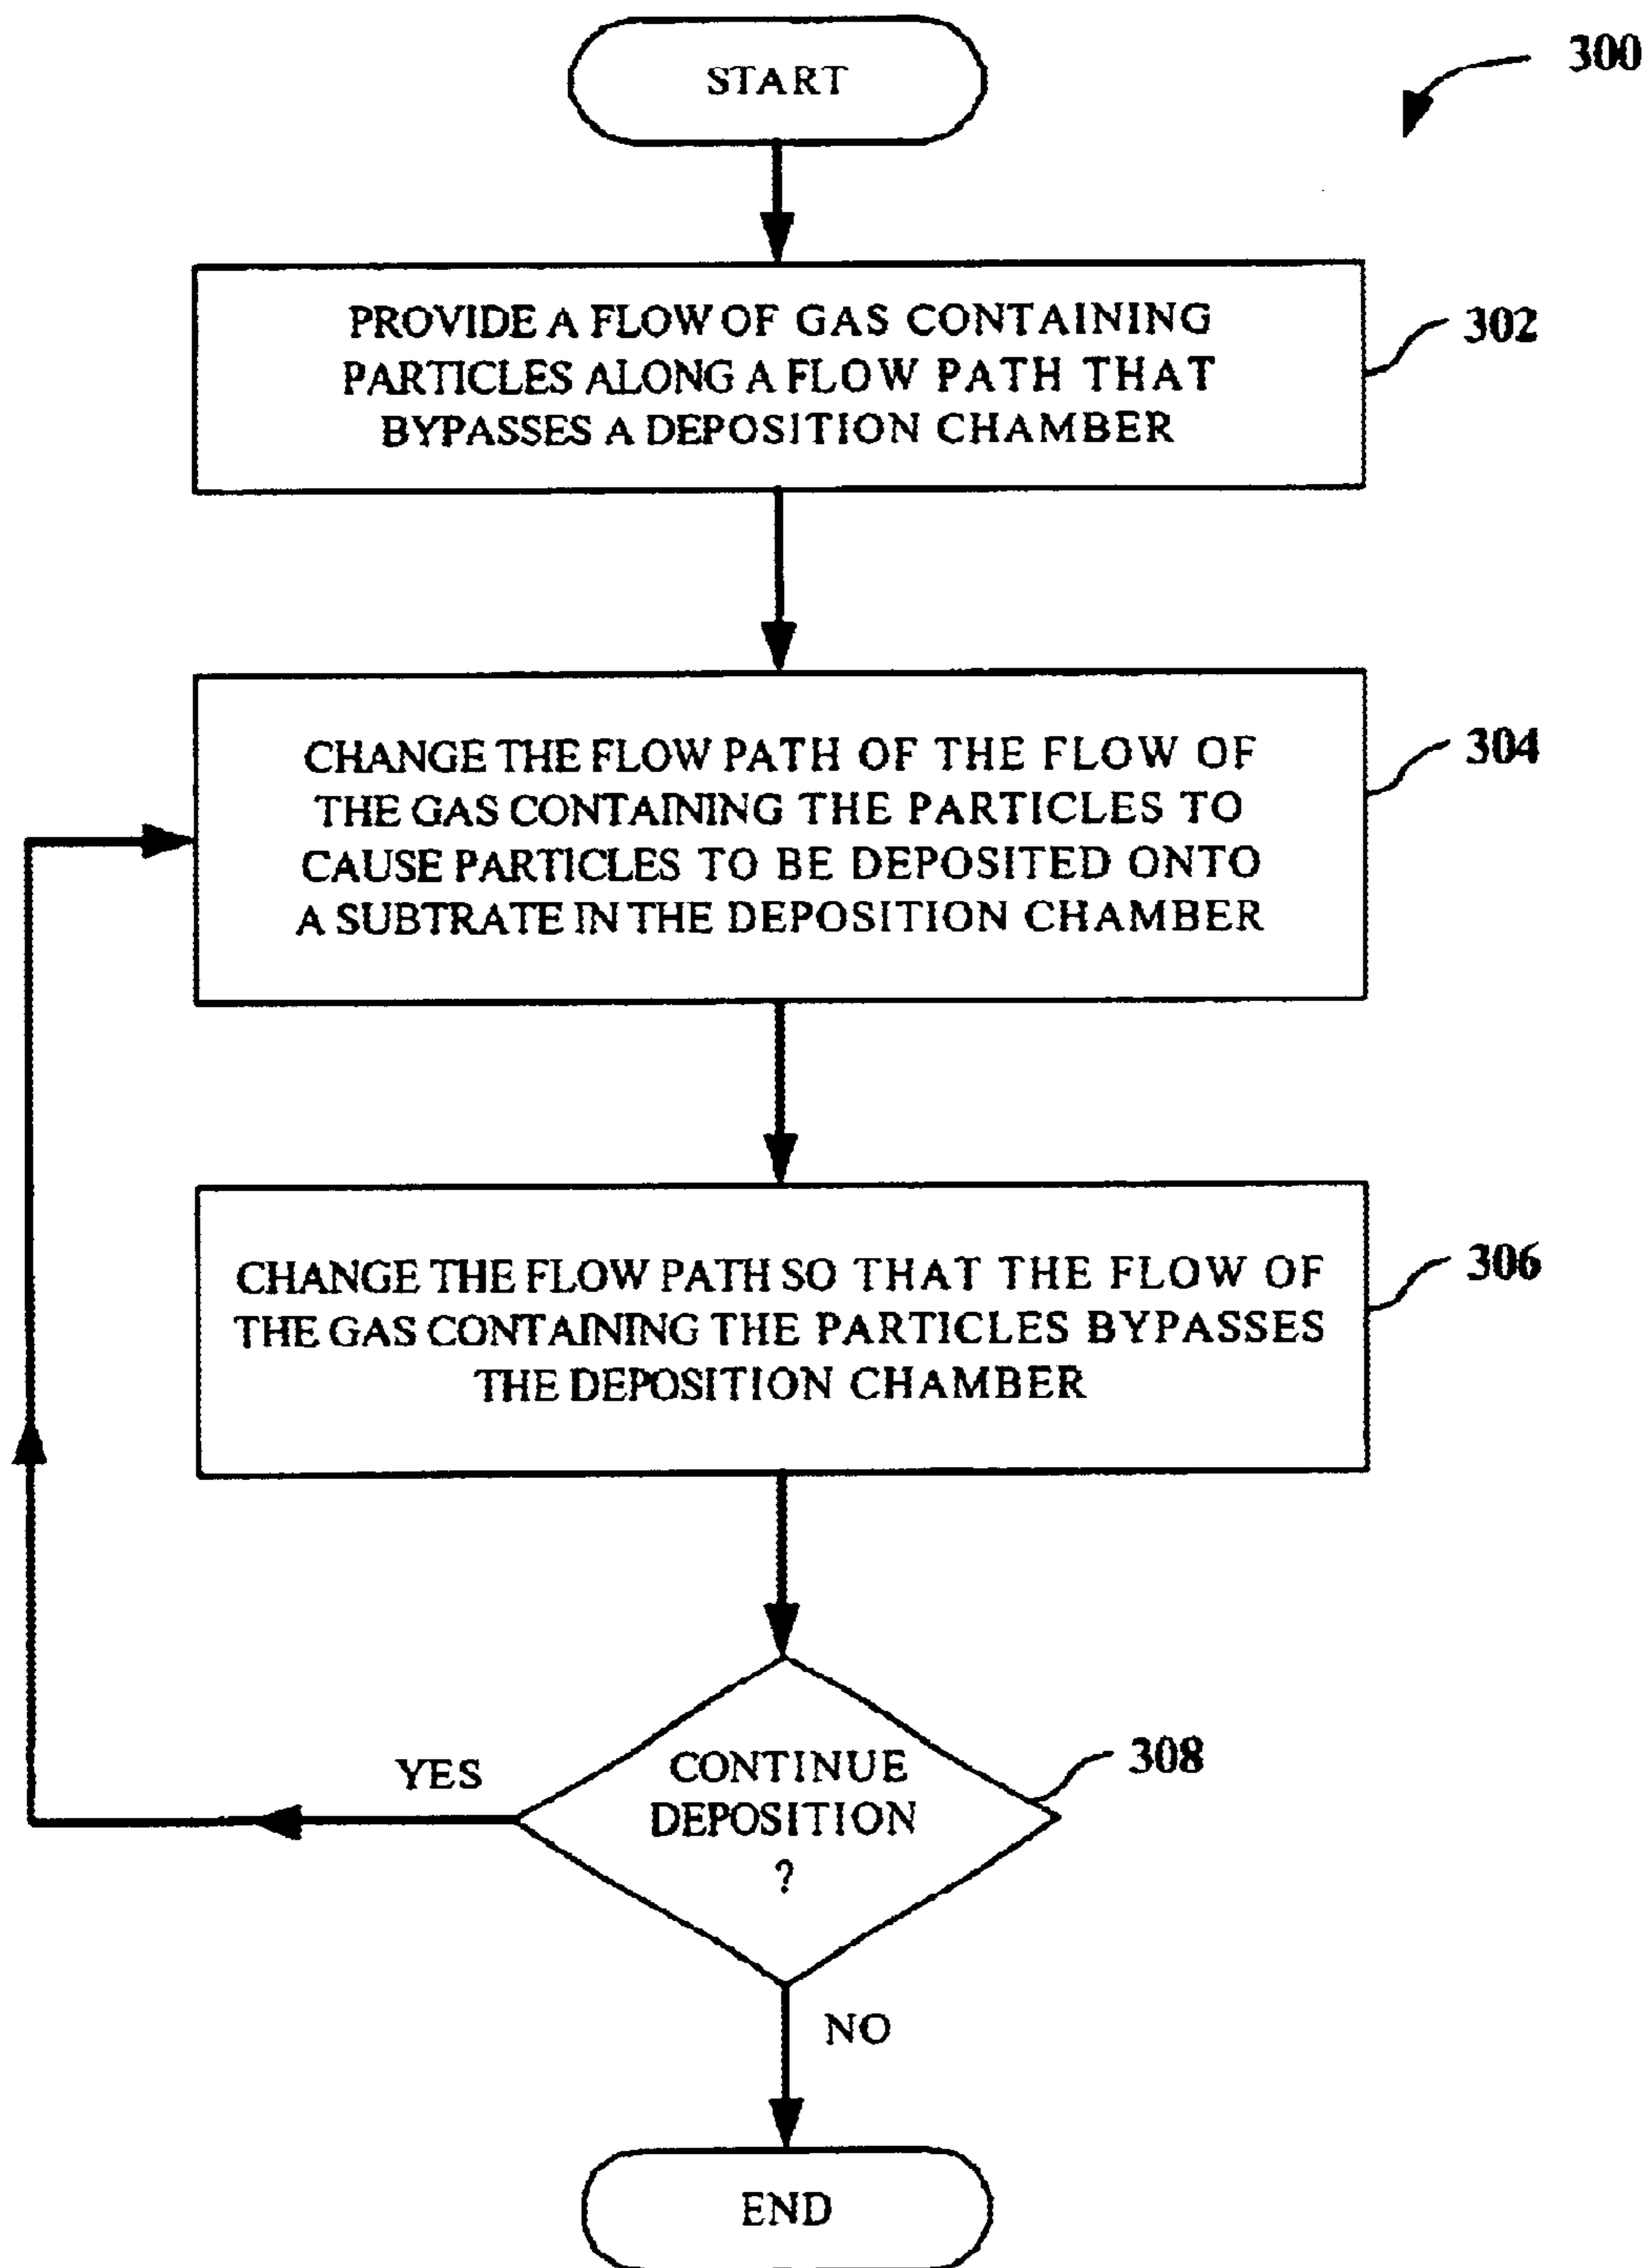 START
300
PROVIDE A FLOW OF GAS CONTAINING
PARTICLES ALONG A FLOW PATH THAT
BYPASSES A DEPOSITION CHAMBER
302
CHANGE THE FLOW PATH OF THE FLOW OF
THE GAS CONTAINING THE PARTICLES TO
CAUSE PARTICLES TO BE DEPOSITED ONTO
A SUBTRATE IN THE DEPOSITION CHAMBER
304
CHANGE THE FLOW PATH SO THAT THE FLOW OF
THE GAS CONTAINING THE PARTICLES BYPASSES
THE DEPOSITION CHAMBER
306
YES
CONTINUE
DEPOSITION
?
308
NO
END